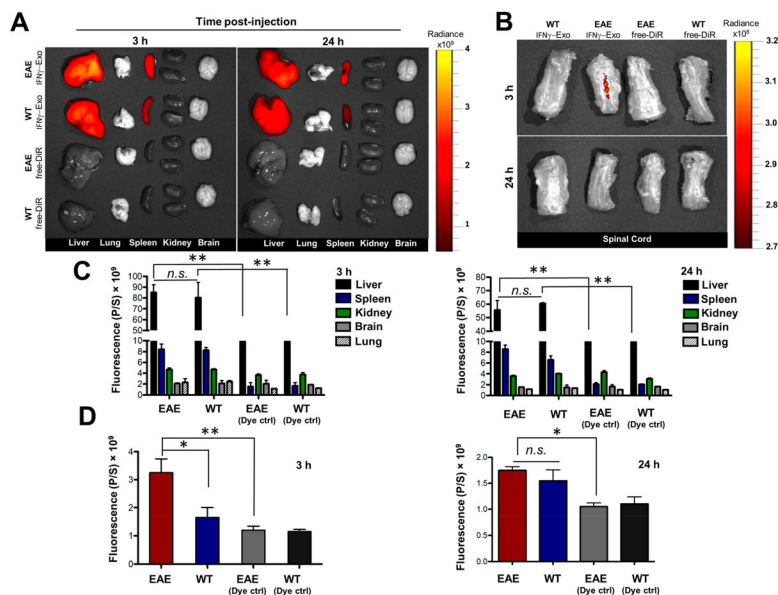 A
Time post-injection
3 h
24 h
EAE
IFNγ-Exo
WT
IFNγ-Exo
EAE
free-DiR
WT
free-DiR
Liver Lung Spleen Kidney Brain
Liver Lung Spleen Kidney Brain
Radiance
x10⁹
4
3
2
1
B
WT
IFNγ-Exo
EAE
IFNγ-Exo
EAE
free-DiR
WT
free-DiR
3 h
24 h
Spinal Cord
Radiance
x10⁸
3.2
3.1
3.0
2.9
2.8
2.7
C
Fluorescence (P/S) × 10⁹
100
90
80
70
60
50
10
8
6
4
2
0
**
n.s.
**
3 h
Liver
Spleen
Kidney
Brain
Lung
EAE
WT
EAE
(Dye ctrl)
WT
(Dye ctrl)
Fluorescence (P/S) × 10⁹
80
70
60
50
40
10
8
6
4
2
0
**
n.s.
**
24 h
Liver
Spleen
Kidney
Brain
Lung
EAE
WT
EAE
(Dye ctrl)
WT
(Dye ctrl)
D
Fluorescence (P/S) × 10⁹
4
3
2
1
**
*
3 h
EAE
WT
EAE
(Dye ctrl)
WT
(Dye ctrl)
Fluorescence (P/S) × 10⁹
2.0
1.5
1.0
0.5
0.0
*
n.s.
24 h
EAE
WT
EAE
(Dye ctrl)
WT
(Dye ctrl)